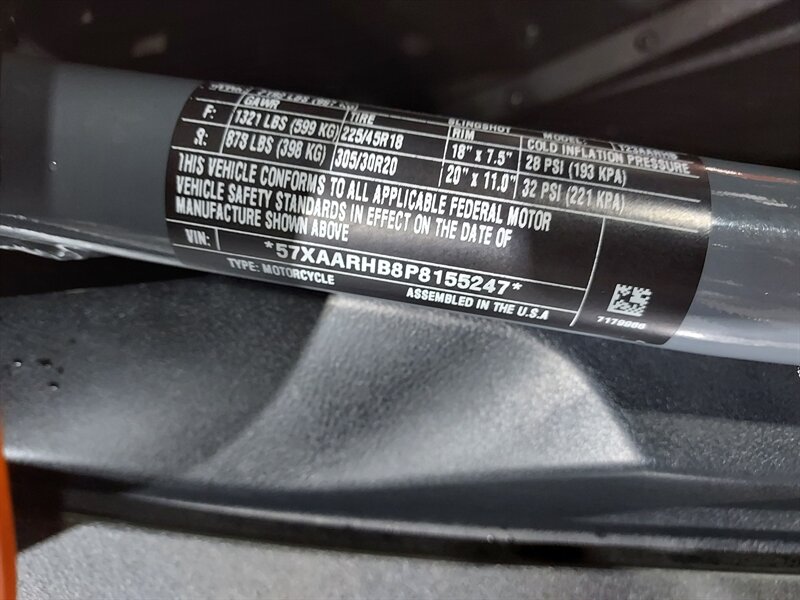 GAWR TIRE SLINGSHOT RIM MODEL: COLD INFLATION PRESSURE
F: 1321 LBS (599 KG) 225/45R18 18" x 7.5" 28 PSI (193 KPA)
R: 878 LBS (398 KG) 305/30R20 20" x 11.0" 32 PSI (221 KPA)
THIS VEHICLE CONFORMS TO ALL APPLICABLE FEDERAL MOTOR
VEHICLE SAFETY STANDARDS IN EFFECT ON THE DATE OF
MANUFACTURE SHOWN ABOVE
VIN: *57XAARHB8P8155247*
TYPE: MOTORCYCLE ASSEMBLED IN THE U.S.A